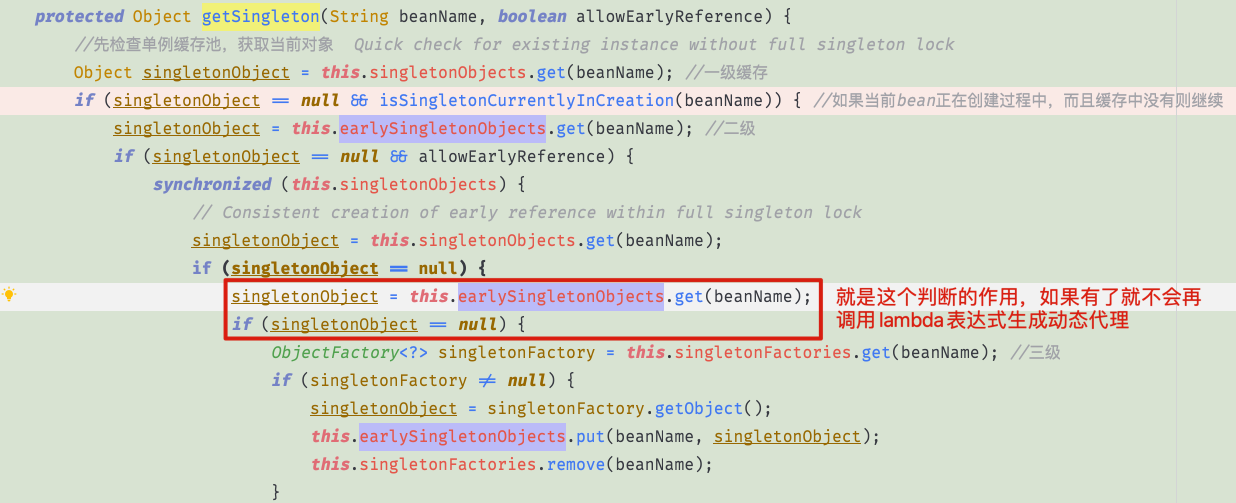 protected Object getSingleton(String beanName, boolean allowEarlyReference) {
//先检查单例缓存池，获取当前对象  Quick check for existing instance without full singleton lock
Object singletonObject = this.singletonObjects.get(beanName); //一级缓存
if (singletonObject == null && isSingletonCurrentlyInCreation(beanName)) { //如果当前bean正在创建过程中，而且缓存中没有则继续
singletonObject = this.earlySingletonObjects.get(beanName); //二级
if (singletonObject == null && allowEarlyReference) {
synchronized (this.singletonObjects) {
// Consistent creation of early reference within full singleton lock
singletonObject = this.singletonObjects.get(beanName);
if (singletonObject == null) {
singletonObject = this.earlySingletonObjects.get(beanName);
if (singletonObject == null) {
就是这个判断的作用，如果有了就不会再
调用lambda表达式生成动态代理
ObjectFactory<?> singletonFactory = this.singletonFactories.get(beanName); //三级
if (singletonFactory != null) {
singletonObject = singletonFactory.getObject();
this.earlySingletonObjects.put(beanName, singletonObject);
this.singletonFactories.remove(beanName);
}